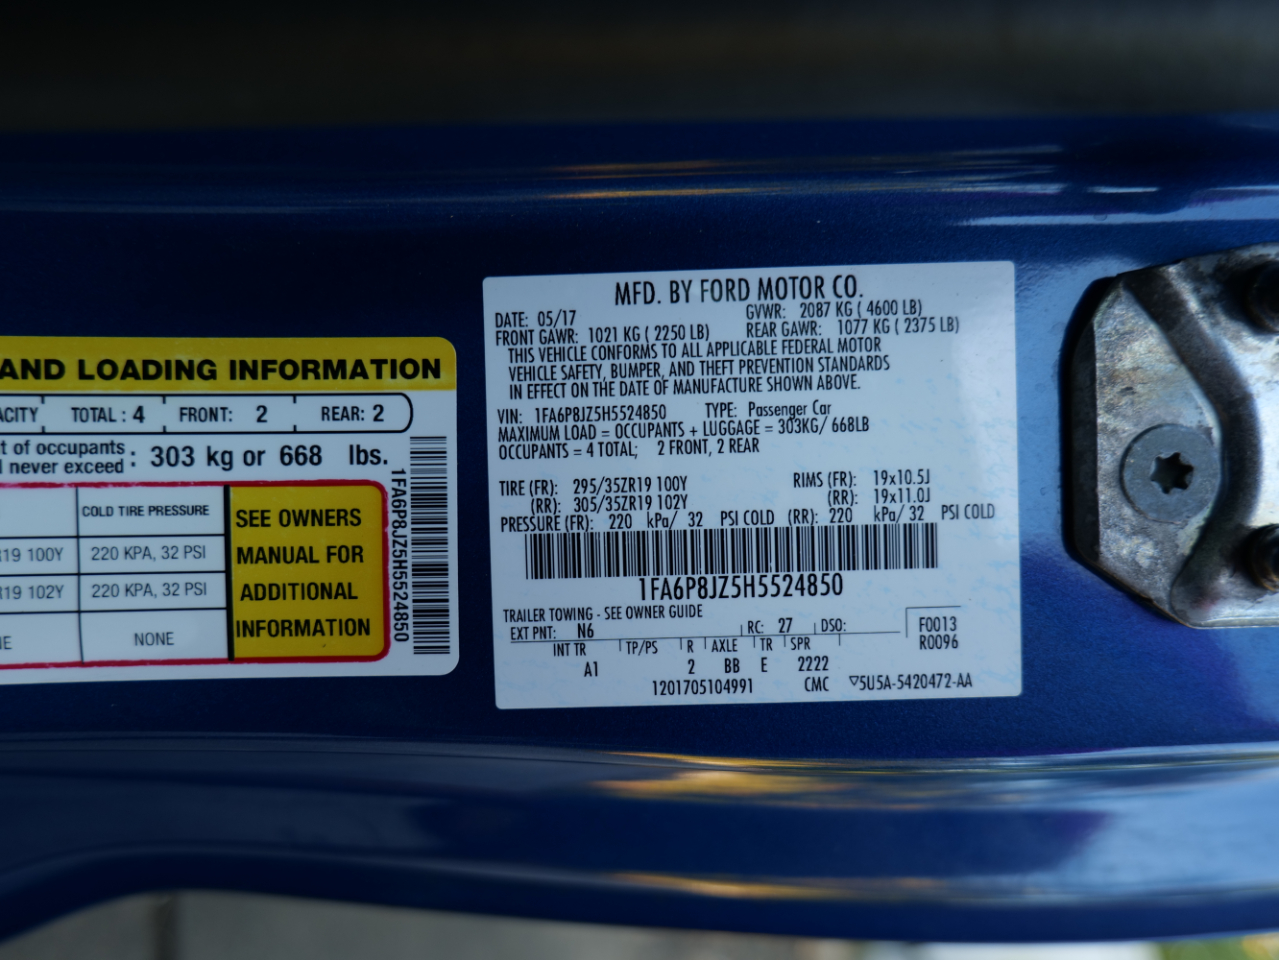 AND LOADING INFORMATION
TOTAL : 4 FRONT: 2 REAR: 2
t of occupants
never exceed : 303 kg or 668 lbs.
COLD TIRE PRESSURE
R19 100Y 220 KPA, 32 PSI
R19 102Y 220 KPA, 32 PSI
NONE
SEE OWNERS
MANUAL FOR
ADDITIONAL
INFORMATION
1FA6P8JZ5H5524850
MFD. BY FORD MOTOR CO.
DATE: 05/17 GVWR: 2087 KG ( 4600 LB)
FRONT GAWR: 1021 KG ( 2250 LB) REAR GAWR: 1077 KG ( 2375 LB)
THIS VEHICLE CONFORMS TO ALL APPLICABLE FEDERAL MOTOR
VEHICLE SAFETY, BUMPER, AND THEFT PREVENTION STANDARDS
IN EFFECT ON THE DATE OF MANUFACTURE SHOWN ABOVE.
VIN: 1FA6P8JZ5H5524850 TYPE: Passenger Car
MAXIMUM LOAD = OCCUPANTS + LUGGAGE = 303KG/ 668LB
OCCUPANTS = 4 TOTAL; 2 FRONT, 2 REAR
TIRE (FR): 295/35ZR19 100Y RIMS (FR): 19x10.5J
(RR): 305/35ZR19 102Y (RR): 19x11.0J
PRESSURE (FR): 220 kPa/ 32 PSI COLD (RR): 220 kPa/ 32 PSI COLD
1FA6P8JZ5H5524850
TRAILER TOWING - SEE OWNER GUIDE
EXT PNT: N6 RC: 27 DSO: F0013
R0096
INT TR TP/PS R AXLE TR SPR
A1 2 BB E 2222
1201705104991 CMC 5U5A-5420472-AA